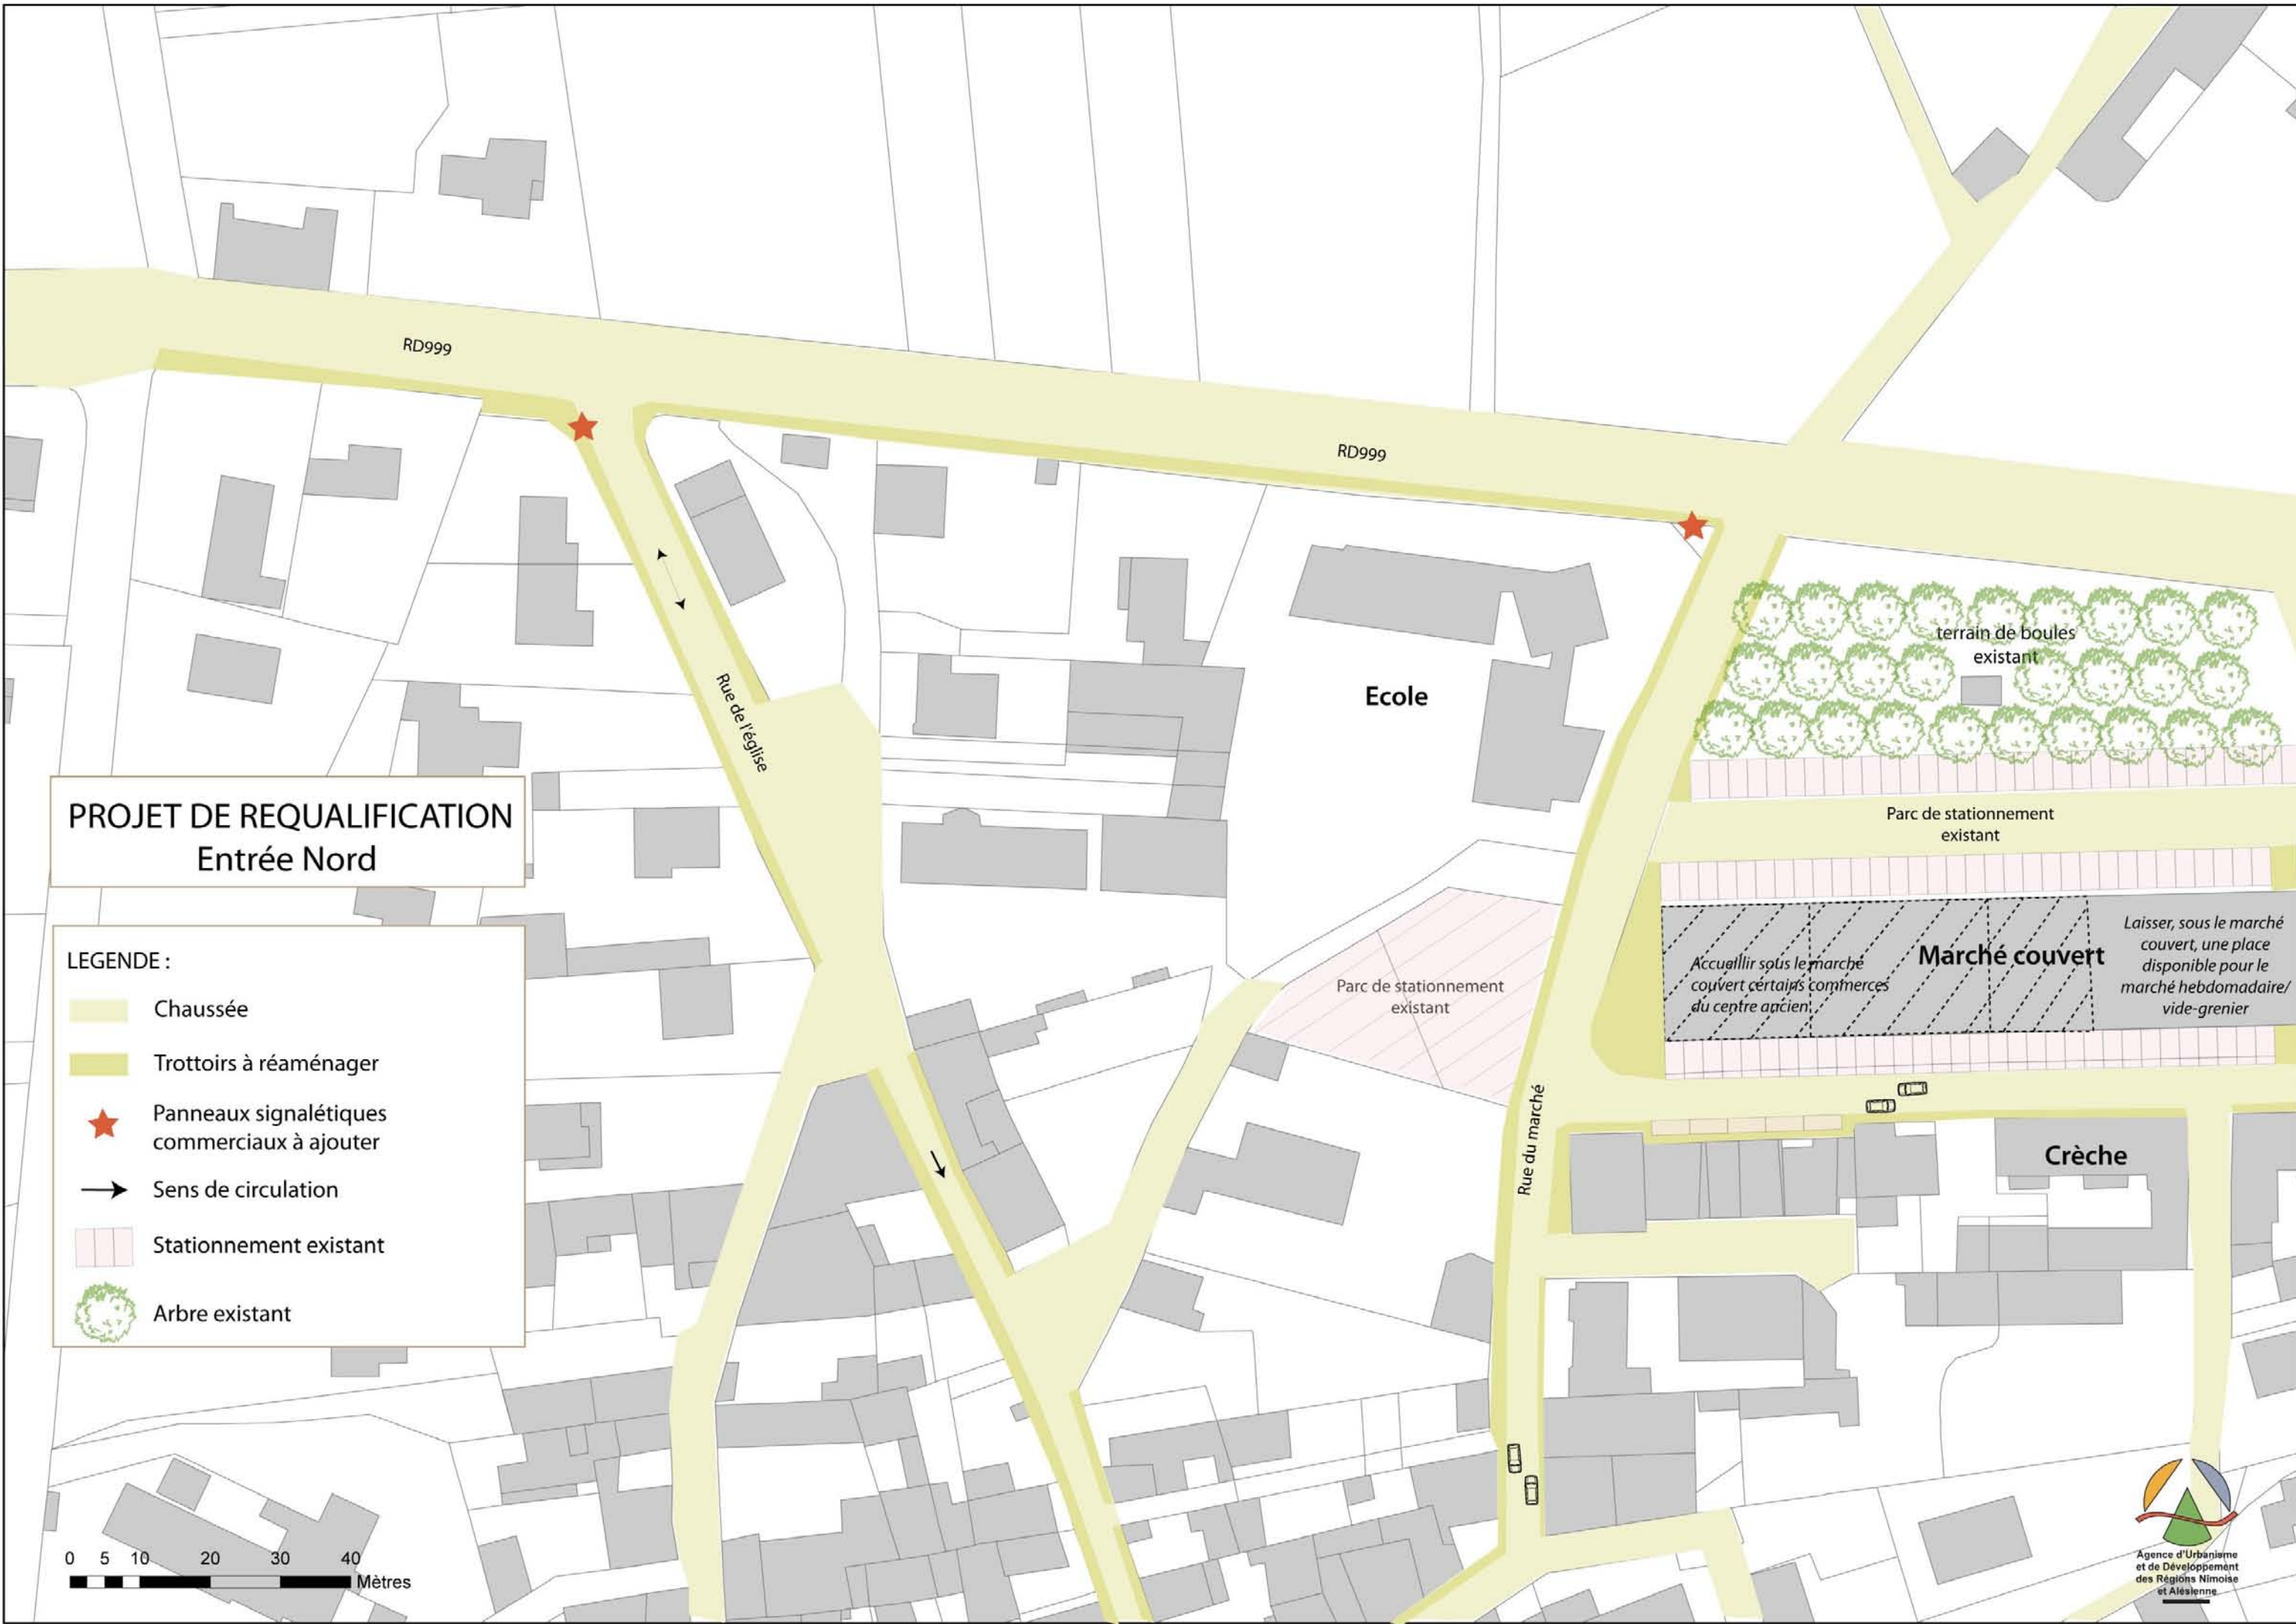 RD999
RD999
terrain de boules
existant
Ecole
Rue de l'église
Parc de stationnement
existant
PROJET DE REQUALIFICATION
Entrée Nord
Laisser, sous le marché
couvert, une place
disponible pour le
marché hebdomadaire/
vide-grenier
Marché couvert
Accueillir sous le marché
couvert certains commerces
du centre ancien
LEGENDE :
Chaussée
Trottoirs à réaménager
Panneaux signalétiques
commerciaux à ajouter
Sens de circulation
Stationnement existant
Arbre existant
Parc de stationnement
existant
Rue du marché
Crèche
0 5 10 20 30 40
Mètres
Agence d'Urbanisme
et de Développement
des Régions Nîmoise
et Alésienne